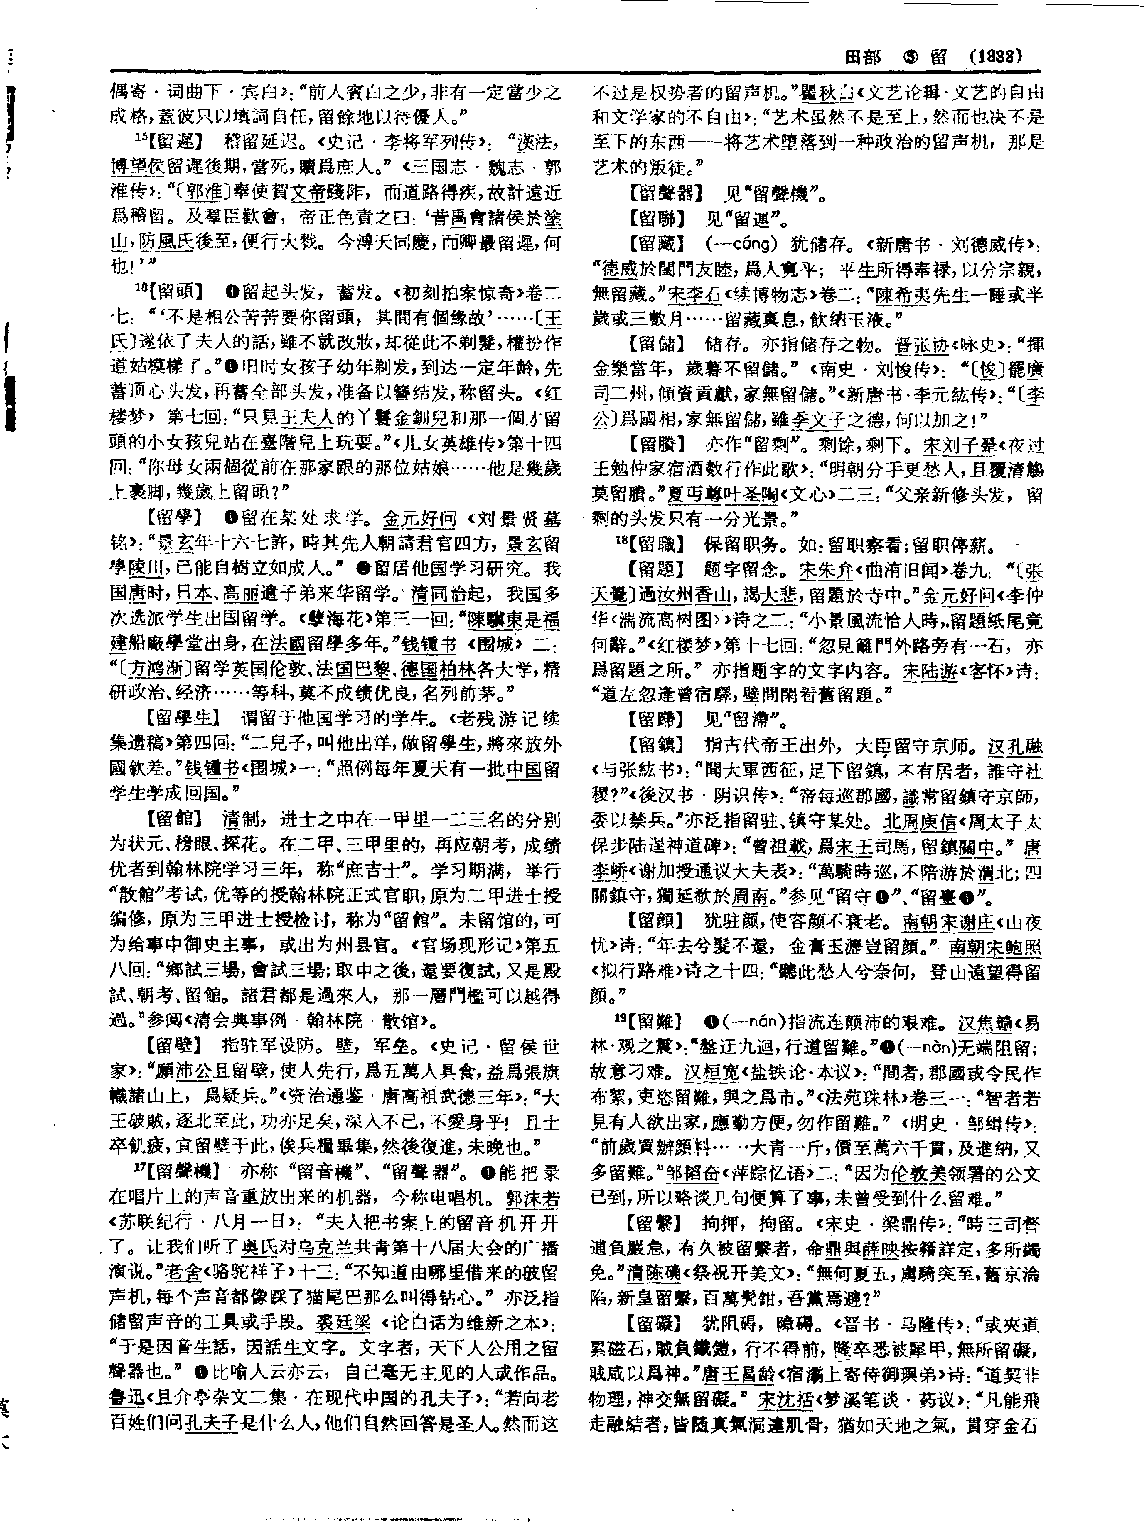 田部 ⑤ 留 (1333)
偶寄·词曲下·宾白》：“前人賓白之少，非有一定當少之
成格，蓋彼只以填詞自任，留餘地以待優人。”
¹⁵【留遲】 稽留延迟。《史记·李将军列传》：“漢法，
博望侯留遲後期，當死，贖爲庶人。”《三国志·魏志·郭
淮传》：“〔郭淮〕奉使賀文帝踐阼，而道路得疾，故計遠近
爲稽留。及羣臣歡會，帝正色責之曰：‘昔禹會諸侯於塗
山，防風氏後至，便行大戮。今溥天同慶，而卿最留遲，何
也！’”
¹⁶【留頭】 ❶留起头发，蓄发。《初刻拍案惊奇》卷二
七：“‘不是相公苦苦要你留頭，其間有個緣故’……〔王
氏〕遂依了夫人的話，雖不就改妝，却從此不剃髮，權扮作
道姑模樣了。”❷旧时女孩子幼年剃发，到达一定年龄，先
蓄顶心头发，再蓄全部头发，准备以簪结发，称留头。《红
楼梦》第七回：“只見王夫人的丫鬟金釧兒和那一個才留
頭的小女孩兒站在臺階兒上玩耍。”《儿女英雄传》第十四
回：“你母女兩個從前在那家跟的那位姑娘……他是幾歲
上裹脚，幾歲上留頭？”
【留學】 ❶留在某处求学。金元好问《刘景贤墓
铭》：“景玄年十六七許，時其先人朝請君官四方，景玄留
學陵川，已能自樹立如成人。”❷留居他国学习研究。我
国唐时，日本、高丽遣子弟来华留学。清同治起，我国多
次选派学生出国留学。《孽海花》第三一回：“陳驥東是福
建船廠學堂出身，在法國留學多年。”钱锺书《围城》二：
“〔方鸿渐〕留学英国伦敦、法国巴黎、德国柏林各大学，精
研政治、经济……等科，莫不成绩优良，名列前茅。”
【留學生】 谓留于他国学习的学生。《老残游记续
集遗稿》第四回：“二兒子，叫他出洋，做留學生，將來放外
國欽差。”钱锺书《围城》一：“照例每年夏天有一批中国留
学生学成回国。”
【留館】 清制，进士之中在一甲里一二三名的分别
为状元、榜眼、探花。在二甲、三甲里的，再应朝考，成绩
优者到翰林院学习三年，称“庶吉士”。学习期满，举行
“散館”考试，优等的授翰林院正式官职，原为二甲进士授
编修，原为三甲进士授检讨，称为“留館”。未留馆的，可
为给事中御史主事，或出为州县官。《官场现形记》第五
八回：“鄉試三場，會試三場；取中之後，還要復試，又是殿
試、朝考、留館。諸君都是過來人，那一層門檻可以越得
過。”参阅《清会典事例·翰林院·散馆》。
【留壁】 指驻军设防。壁，军垒。《史记·留侯世
家》：“願沛公且留壁，使人先行，爲五萬人具食，益爲張旗
幟諸山上，爲疑兵。”《资治通鉴·唐高祖武德三年》：“大
王破賊，逐北至此，功亦足矣，深入不已，不愛身乎！且士
卒飢疲，宜留壁于此，俟兵糧畢集，然後復進，未晚也。”
¹⁷【留聲機】 亦称“留音機”、“留聲器”。❶能把录
在唱片上的声音重放出来的机器，今称电唱机。郭沫若
《苏联纪行·八月一日》：“夫人把书案上的留音机开开
了。让我们听了奥氏对乌克兰共青第十八届大会的广播
演说。”老舍《骆驼祥子》十二：“不知道由哪里借来的破留
声机，每个声音都像踩了猫尾巴那么叫得钻心。”亦泛指
储留声音的工具或手段。裘廷梁《论白话为维新之本》：
“于是因音生話，因話生文字。文字者，天下人公用之留
聲器也。”❷比喻人云亦云，自己毫无主见的人或作品。
鲁迅《且介亭杂文二集·在现代中国的孔夫子》：“若向老
百姓们问孔夫子是什么人，他们自然回答是圣人。然而这
不过是权势者的留声机。”瞿秋白《文艺论辑·文艺的自由
和文学家的不自由》：“艺术虽然不是至上，然而也决不是
至下的东西——将艺术堕落到一种政治的留声机，那是
艺术的叛徒。”
【留聲器】 见“留聲機”。
【留聯】 见“留連”。
【留藏】 (—cáng) 犹储存。《新唐书·刘德威传》：
“德威於閨門友睦，爲人寬平；平生所得奉禄，以分宗親，
無留藏。”宋李石《续博物志》卷二：“陳希夷先生一睡或半
歲或三數月……留藏真息，飲納玉液。”
【留儲】 储存。亦指储存之物。晋张协《咏史》：“揮
金樂當年，歲暮不留儲。”《南史·刘悛传》：“〔悛〕罷廣
司二州，傾資貢獻，家無留儲。”《新唐书·李元紘传》：“〔李
公〕爲國相，家無留儲，雖季文子之德，何以加之！”
【留賸】 亦作“留剩”。剩馀，剩下。宋刘子翚《夜过
王勉仲家宿酒数行作此歌》：“明朝分手更愁人，且覆清觴
莫留賸。”夏丏尊叶圣陶《文心》二三：“父亲新修头发，留
剩的头发只有一分光景。”
¹⁸【留職】 保留职务。如：留职察看；留职停薪。
【留題】 题字留念。宋朱弁《曲洧旧闻》卷九：“〔張
天覺〕過汝州香山，謁大悲，留題於寺中。”金元好问《李仲
华〈湍流高树图〉》诗之二：“小景風流恰人時，留題紙尾竟
何辭。”《红楼梦》第十七回：“忽見籬門外路旁有一石，亦
爲留題之所。”亦指题字的文字内容。宋陆游《客怀》诗：
“道左忽逢曾宿驛，壁間閑看舊留題。”
【留蹛】 见“留滯”。
【留鎮】 指古代帝王出外，大臣留守京师。汉孔融
《与张紘书》：“聞大軍西征，足下留鎮，不有居者，誰守社
稷？”《後汉书·阴识传》：“帝每巡郡國，識常留鎮守京師，
委以禁兵。”亦泛指留驻、镇守某处。北周庾信《周太子太
保步陆逞神道碑》：“曾祖載，爲宋王司馬，留鎮關中。”唐
李峤《谢加授通议大夫表》：“萬騎時巡，不陪游於渭北；四
關鎮守，獨延欷於周南。”参见“留守❶”、“留臺❶”。
【留顔】 犹驻颜，使容颜不衰老。南朝宋谢庄《山夜
忧》诗：“年去兮髮不還，金膏玉瀝豈留顔。”南朝宋鲍照
《拟行路难》诗之十四：“聽此愁人兮奈何，登山遠望得留
顔。”
¹⁹【留難】 ❶(—nán)指流连颠沛的艰难。汉焦赣《易
林·观之震》：“盤迂九迴，行道留難。”❷(—nàn)无端阻留；
故意刁难。汉桓宽《盐铁论·本议》：“間者，郡國或令民作
布絮，吏恣留難，與之爲市。”《法苑珠林》卷三一：“智者若
見有人欲出家，應勤方便，勿作留難。”《明史·邹缉传》：
“前歲買辦顔料……大青一斤，價至萬六千貫，及進納，又
多留難。”邹韬奋《萍踪忆语》二：“因为伦敦美领署的公文
已到，所以略谈几句便算了事，未曾受到什么留难。”
【留繫】 拘押，拘留。《宋史·梁鼎传》：“時三司督
逋負嚴急，有久被留繫者，命鼎與薛映按籍詳定，多所蠲
免。”清陈确《祭祝开美文》：“無何夏五，虜騎突至，舊京淪
陷，新皇留繫，百萬髡鉗，吾黨焉避？”
【留礙】 犹阻碍，障碍。《晋书·马隆传》：“或夾道
累磁石，賊負鐵鎧，行不得前，隆卒悉被犀甲，無所留礙，
賊咸以爲神。”唐王昌龄《宿灞上寄侍御璵弟》诗：“道契非
物理，神交無留礙。”宋沈括《梦溪笔谈·药议》：“凡能飛
走融結者，皆隨真氣洞達肌骨，猶如天地之氣，貫穿金石